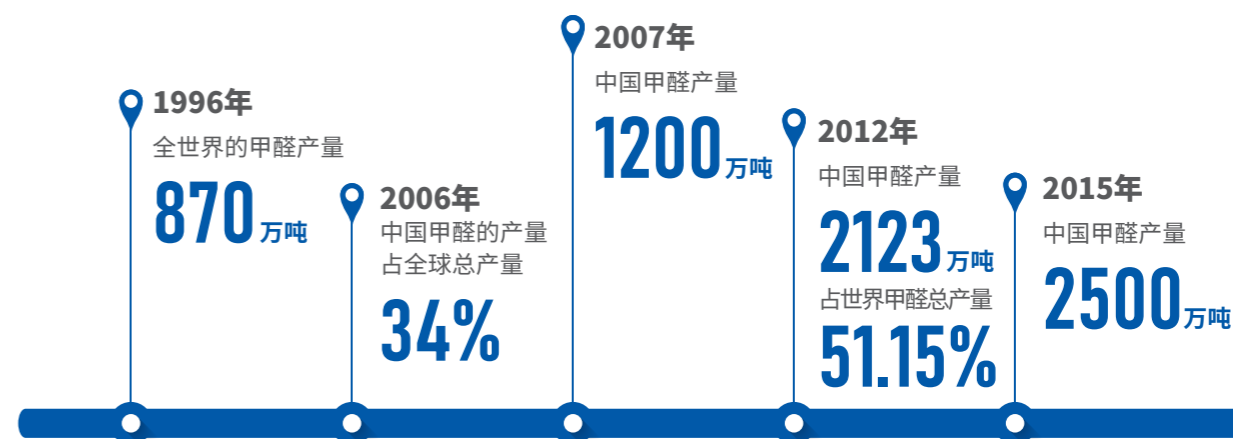 1996年
全世界的甲醛产量
870万吨
2006年
中国甲醛的产量
占全球总产量
34%
2007年
中国甲醛产量
1200万吨
2012年
中国甲醛产量
2123万吨
占世界甲醛总产量
51.15%
2015年
中国甲醛产量
2500万吨